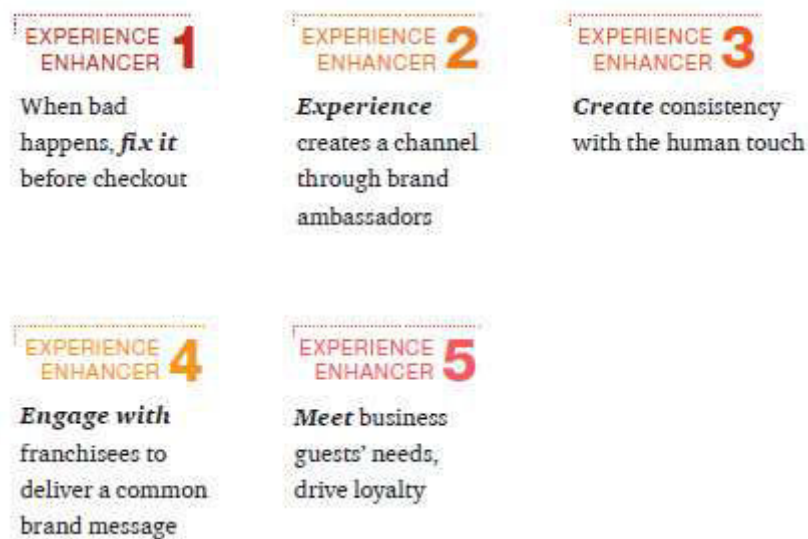 EXPERIENCE
ENHANCER 1
When bad
happens, fix it
before checkout
EXPERIENCE
ENHANCER 2
Experience
creates a channel
through brand
ambassadors
EXPERIENCE
ENHANCER 3
Create consistency
with the human touch
EXPERIENCE
ENHANCER 4
Engage with
franchisees to
deliver a common
brand message
EXPERIENCE
ENHANCER 5
Meet business
guests’ needs,
drive loyalty